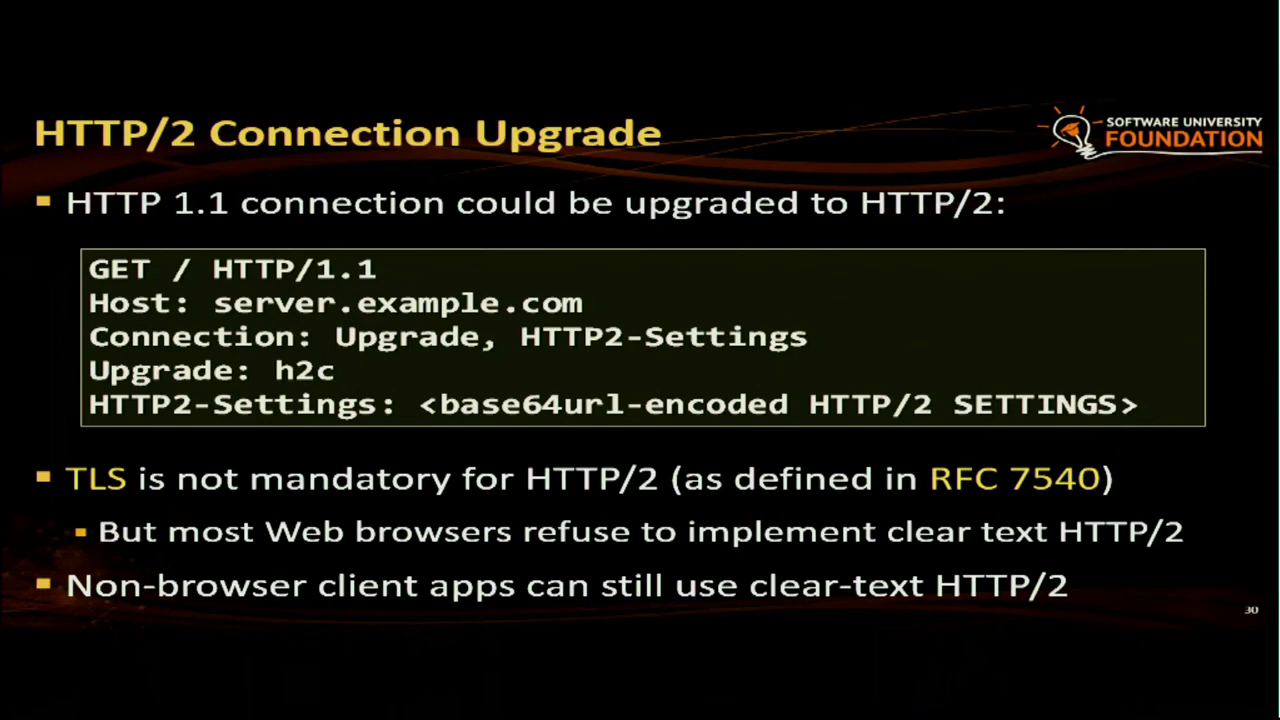 HTTP/2 Connection Upgrade
SOFTWARE UNIVERSITY
FOUNDATION
HTTP 1.1 connection could be upgraded to HTTP/2:
GET / HTTP/1.1
Host: server.example.com
Connection: Upgrade, HTTP2-Settings
Upgrade: h2c
HTTP2-Settings: <base64url-encoded HTTP/2 SETTINGS>
TLS is not mandatory for HTTP/2 (as defined in RFC 7540)
But most Web browsers refuse to implement clear text HTTP/2
Non-browser client apps can still use clear-text HTTP/2
30